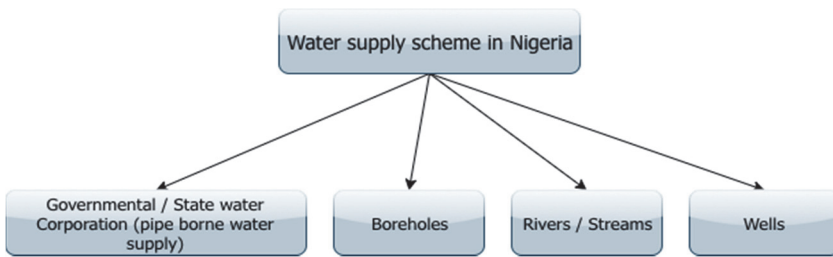 Water supply scheme in Nigeria
Governmental / State water
Corporation (pipe borne water
supply)
Boreholes
Rivers / Streams
Wells